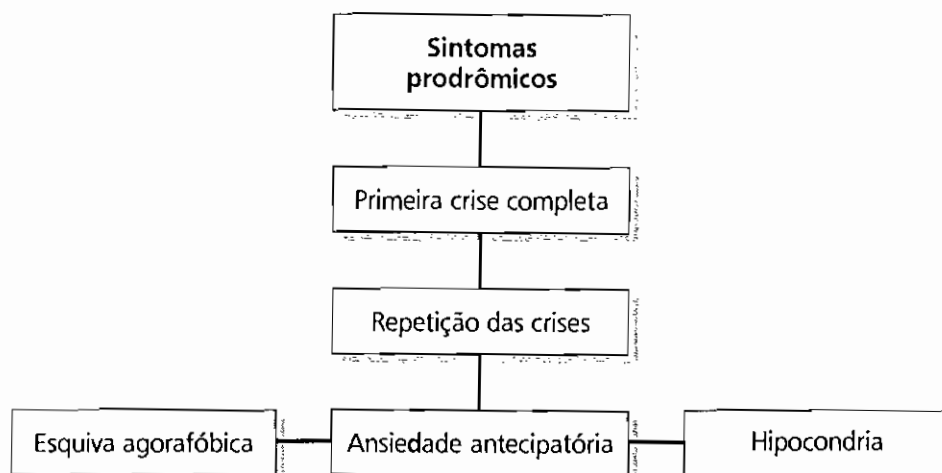 Sintomas
prodrômicos
Primeira crise completa
Repetição das crises
Esquiva agorafóbica
Ansiedade antecipatória
Hipocondria